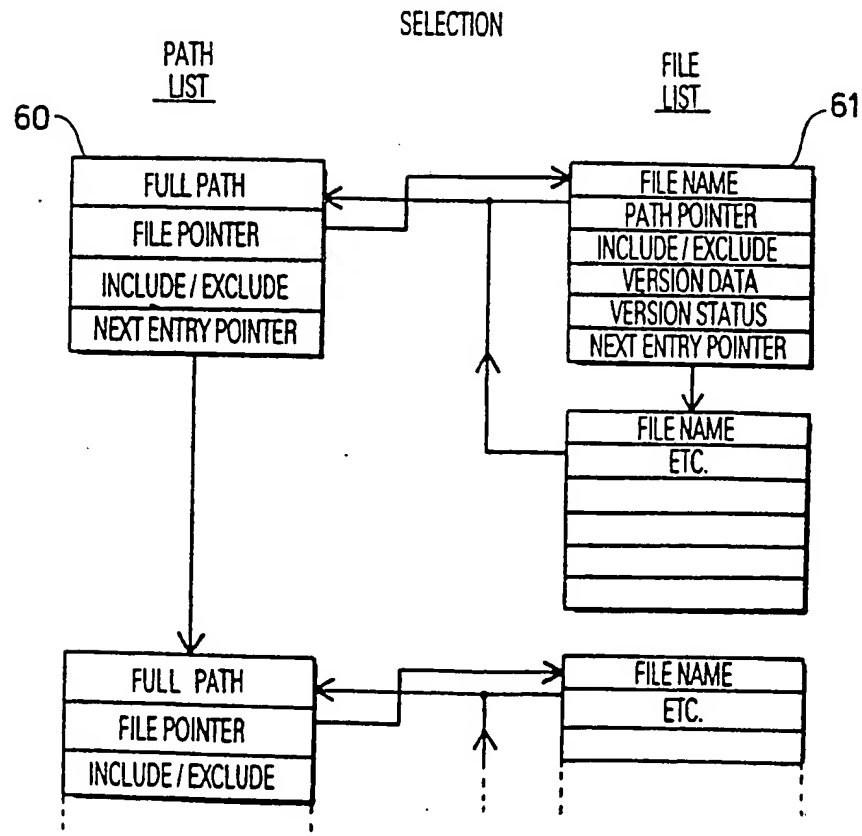 SELECTION
PATH
LIST
60
FULL PATH
FILE POINTER
INCLUDE / EXCLUDE
NEXT ENTRY POINTER
FILE
LIST
61
FILE NAME
PATH POINTER
INCLUDE / EXCLUDE
VERSION DATA
VERSION STATUS
NEXT ENTRY POINTER
FILE NAME
ETC.
FULL PATH
FILE POINTER
INCLUDE / EXCLUDE
FILE NAME
ETC.